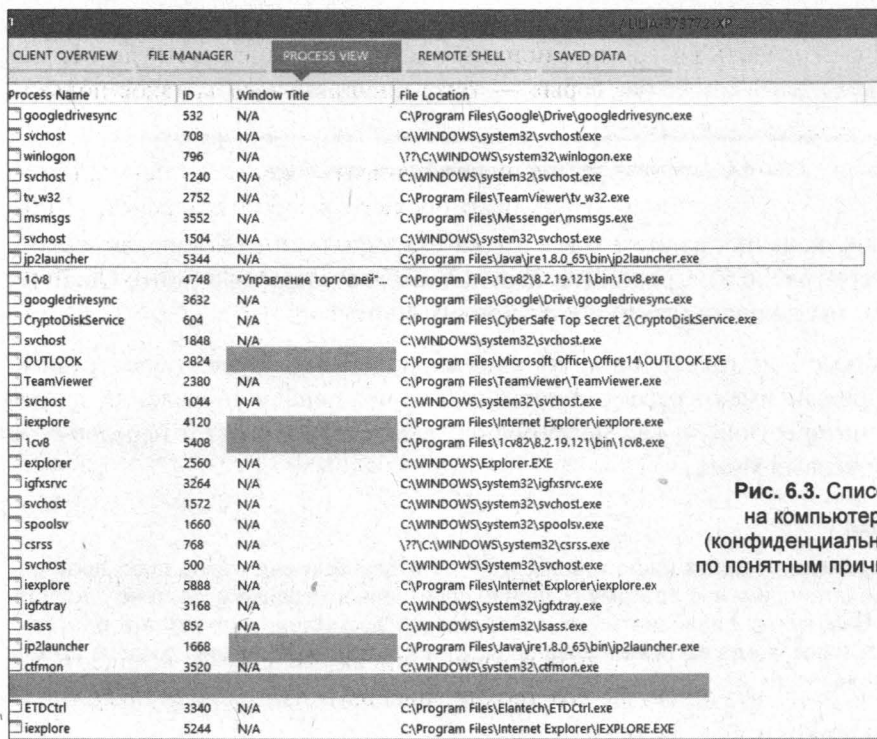 CLIENT OVERVIEW FILE MANAGER PROCESS VIEW REMOTE SHELL SAVED DATA
Process Name ID Window Title File Location
googledrivesync 532 N/A C:\Program Files\Google\Drive\googledrivesync.exe
svchost 708 N/A C:\WINDOWS\system32\svchost.exe
winlogon 796 N/A \??\C:\WINDOWS\system32\winlogon.exe
svchost 1240 N/A C:\WINDOWS\system32\svchost.exe
tv_w32 2752 N/A C:\Program Files\TeamViewer\tv_w32.exe
msmsgs 3552 N/A C:\Program Files\Messenger\msmsgs.exe
svchost 1504 N/A C:\WINDOWS\system32\svchost.exe
jp2launcher 5344 N/A C:\Program Files\Java\jre1.8.0_65\bin\jp2launcher.exe
1cv8 4748 "Управление торговлей"... C:\Program Files\1cv82\8.2.19.121\bin\1cv8.exe
googledrivesync 3632 N/A C:\Program Files\Google\Drive\googledrivesync.exe
CryptoDiskService 604 N/A C:\Program Files\CyberSafe Top Secret 2\CryptoDiskService.exe
svchost 1848 N/A C:\WINDOWS\system32\svchost.exe
OUTLOOK 2824 C:\Program Files\Microsoft Office\Office14\OUTLOOK.EXE
TeamViewer 2380 N/A C:\Program Files\TeamViewer\TeamViewer.exe
svchost 1044 N/A C:\WINDOWS\system32\svchost.exe
iexplore 4120 N/A C:\Program Files\Internet Explorer\iexplore.exe
1cv8 5408 C:\Program Files\1cv82\8.2.19.121\bin\1cv8.exe
explorer 2560 N/A C:\WINDOWS\Explorer.EXE
igfxsrvc 3264 N/A C:\WINDOWS\system32\igfxsrvc.exe
svchost 1572 N/A C:\WINDOWS\system32\svchost.exe
spoolsv 1660 N/A C:\WINDOWS\system32\spoolsv.exe
csrss 768 N/A \??\C:\WINDOWS\system32\csrss.exe
svchost 500 N/A C:\WINDOWS\System32\svchost.exe
iexplore 5888 N/A C:\Program Files\Internet Explorer\iexplore.ex
igfxtray 3168 N/A C:\WINDOWS\system32\igfxtray.exe
lsass 852 N/A C:\WINDOWS\system32\lsass.exe
jp2launcher 1668 C:\Program Files\Java\jre1.8.0_65\bin\jp2launcher.exe
ctfmon 3520 N/A C:\WINDOWS\system32\ctfmon.exe
ETDCtrl 3340 N/A C:\Program Files\Elantech\ETDCtrl.exe
iexplore 5244 N/A C:\Program Files\Internet Explorer\IEXPLORE.EXE
Рис. 6.3. Списо
на компьютер
(конфиденциальн
по понятным причи